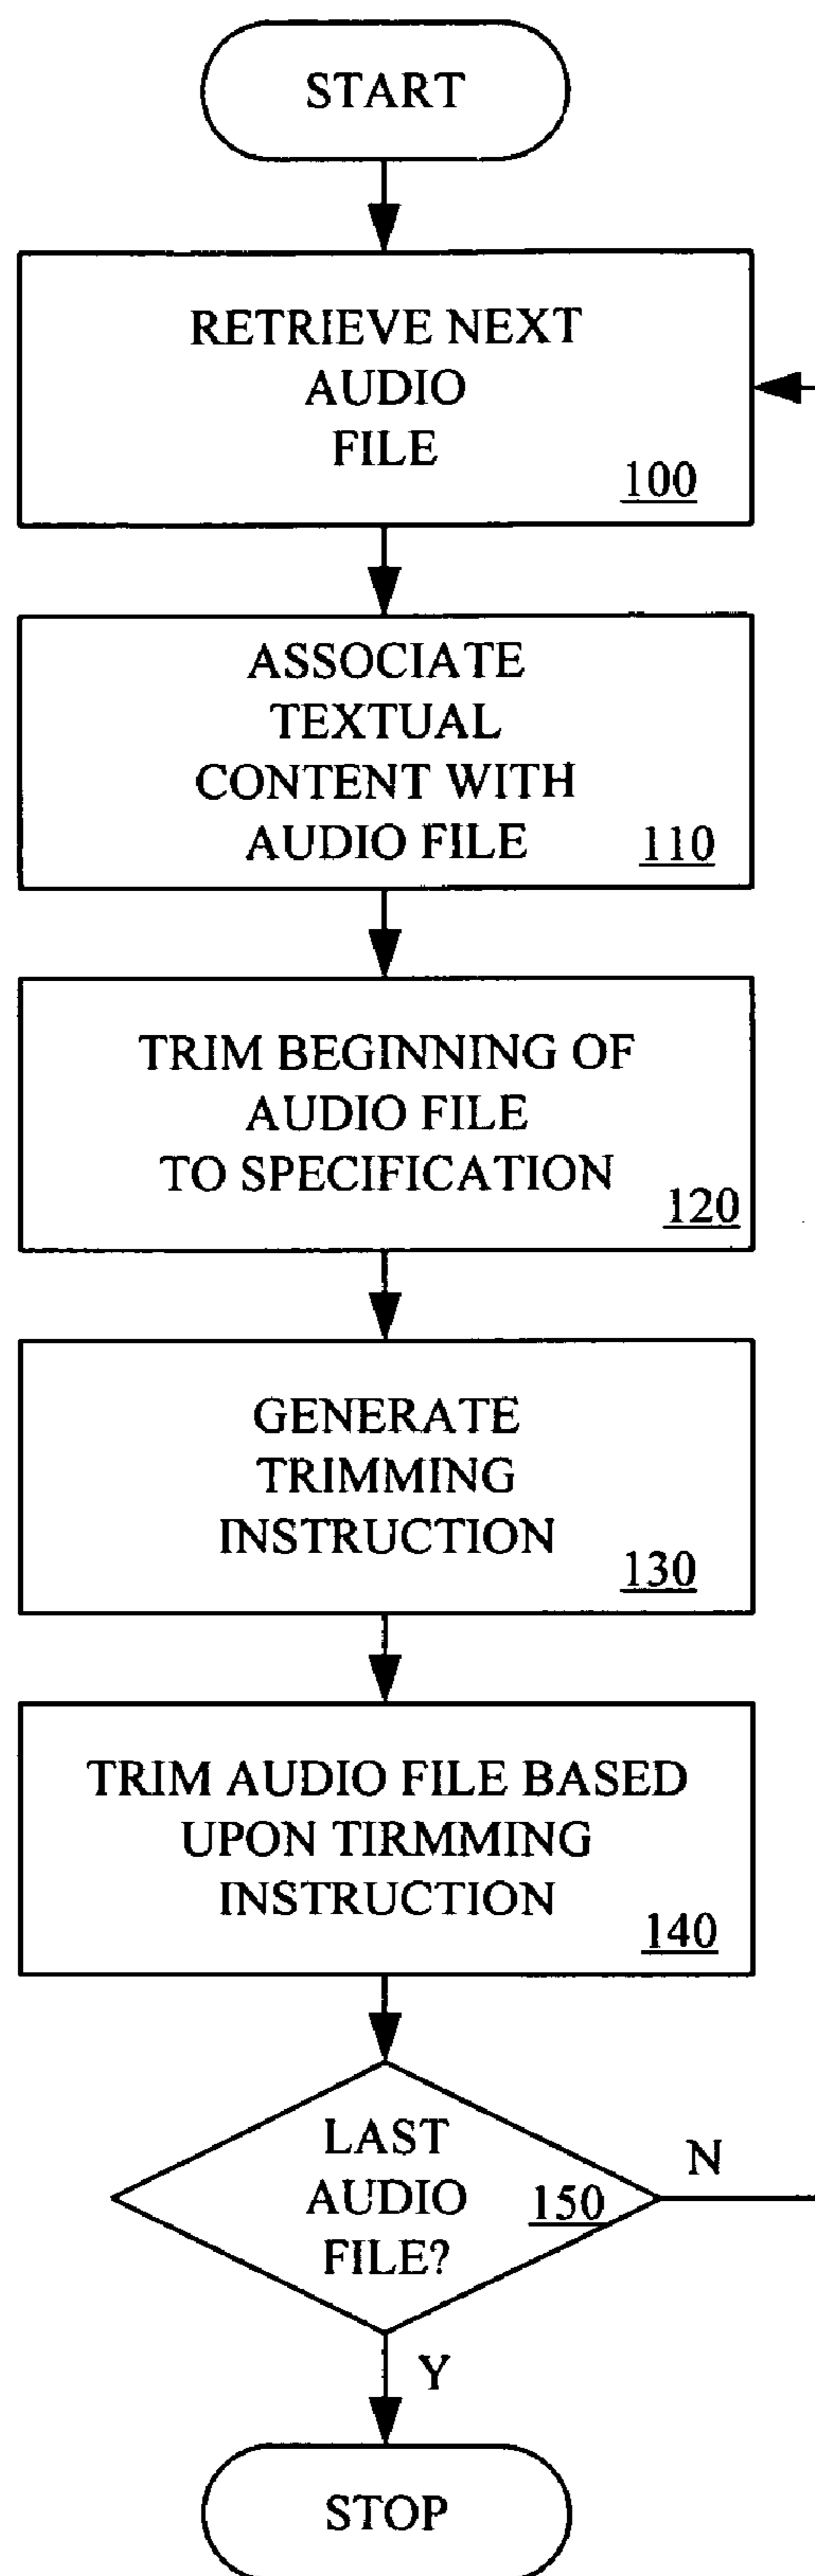 START
RETRIEVE NEXT
AUDIO
FILE
100
ASSOCIATE
TEXTUAL
CONTENT WITH
AUDIO FILE
110
TRIM BEGINNING OF
AUDIO FILE
TO SPECIFICATION
120
GENERATE
TRIMMING
INSTRUCTION
130
TRIM AUDIO FILE BASED
UPON TIRMMING
INSTRUCTION
140
LAST
AUDIO
FILE?
150
N
Y
STOP